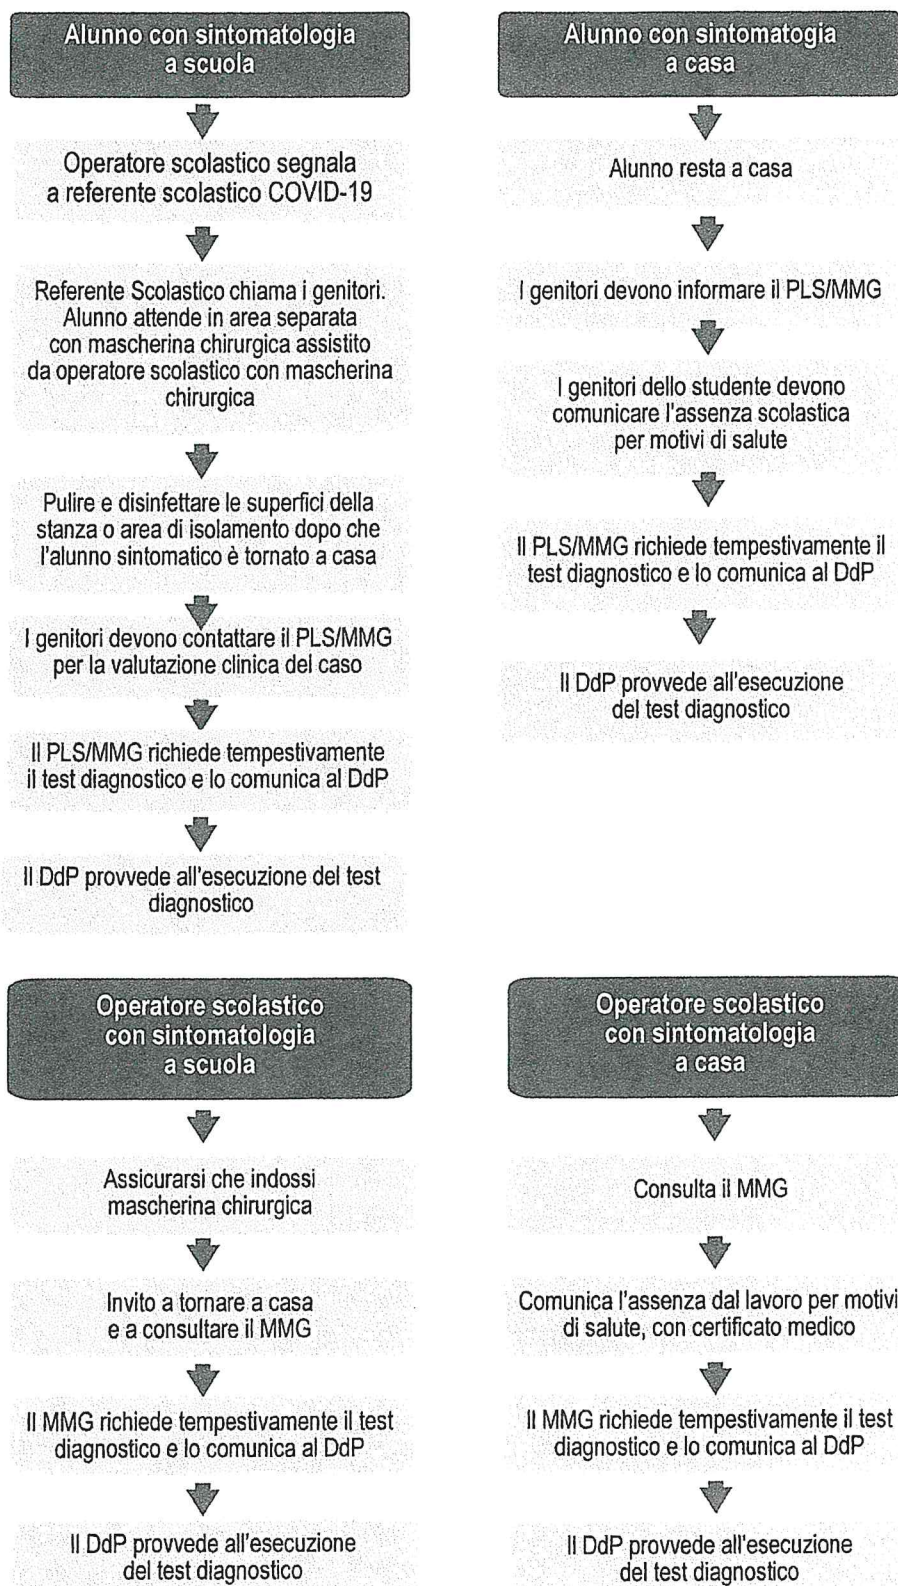 Alunno con sintomatologia
a scuola
Operatore scolastico segnala
a referente scolastico COVID-19
Referente Scolastico chiama i genitori.
Alunno attende in area separata
con mascherina chirurgica assistito
da operatore scolastico con mascherina
chirurgica
Pulire e disinfettare le superfici della
stanza o area di isolamento dopo che
l'alunno sintomatico è tornato a casa
I genitori devono contattare il PLS/MMG
per la valutazione clinica del caso
Il PLS/MMG richiede tempestivamente
il test diagnostico e lo comunica al DdP
Il DdP provvede all'esecuzione del test
diagnostico
Alunno con sintomatogia
a casa
Alunno resta a casa
I genitori devono informare il PLS/MMG
I genitori dello studente devono
comunicare l'assenza scolastica
per motivi di salute
Il PLS/MMG richiede tempestivamente il
test diagnostico e lo comunica al DdP
Il DdP provvede all'esecuzione
del test diagnostico
Operatore scolastico
con sintomatologia
a scuola
Assicurarsi che indossi
mascherina chirurgica
Invito a tornare a casa
e a consultare il MMG
Il MMG richiede tempestivamente il test
diagnostico e lo comunica al DdP
Il DdP provvede all'esecuzione
del test diagnostico
Operatore scolastico
con sintomatologia
a casa
Consulta il MMG
Comunica l'assenza dal lavoro per motivi
di salute, con certificato medico
Il MMG richiede tempestivamente il test
diagnostico e lo comunica al DdP
Il DdP provvede all'esecuzione
del test diagnostico